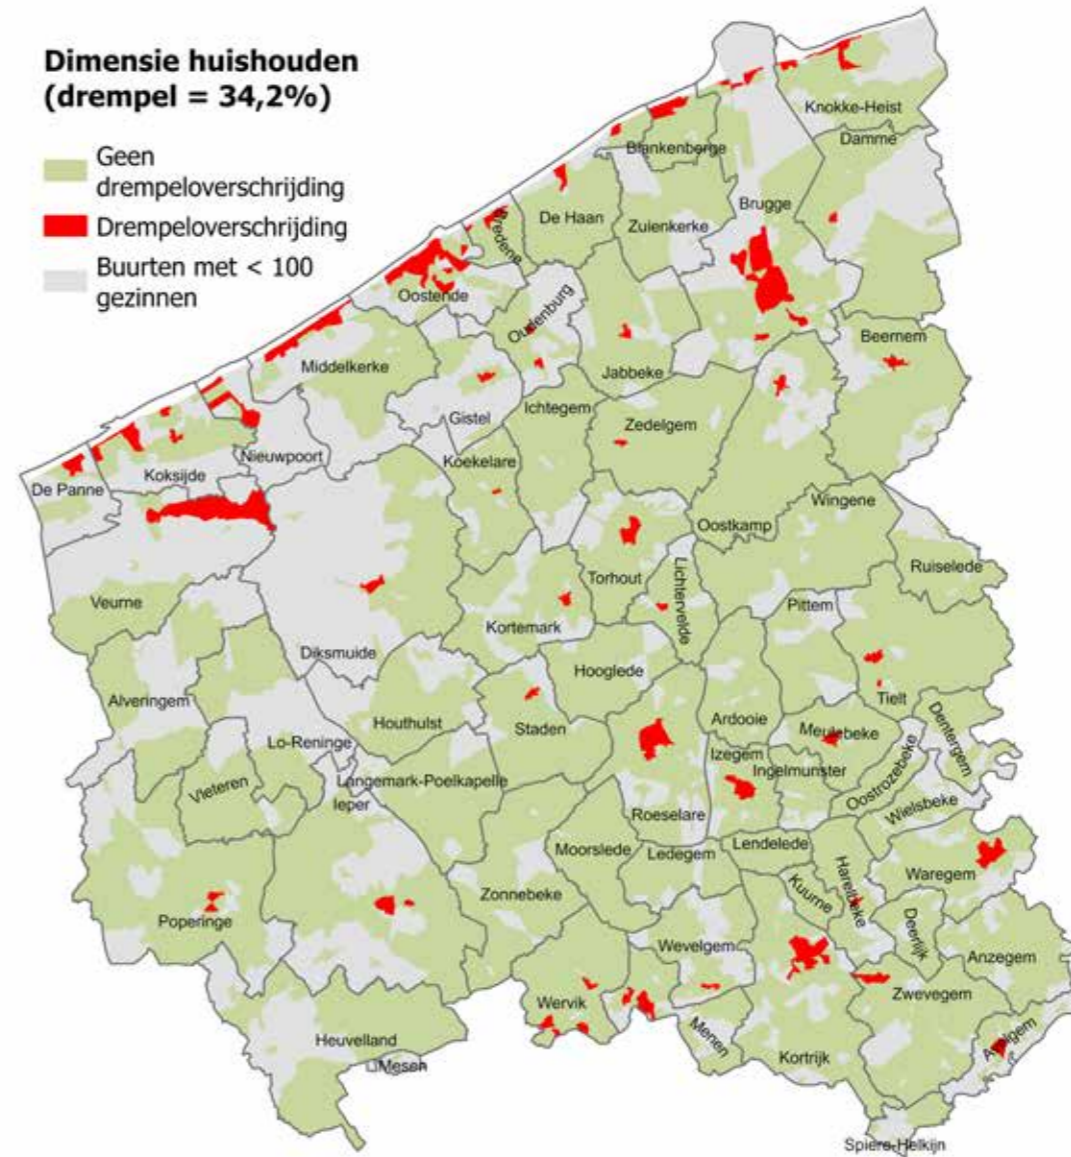 Dimensie huishouden
(drempel = 34,2%)
Geen
drempeloverschrijding
Drempeloverschrijding
Buurten met < 100
gezinnen
Knokke-Heist
Damme
Blankenberge
Brugge
De Haan
Zuienkerke
Bredene
Oostende
Oudenburg
Beernem
Middelkerke
Jabbeke
Gistel
Ichtegem
Zedelgem
Nieuwpoort
Koekelare
Koksijde
De Panne
Wingene
Oostkamp
Ruiselede
Torhout
Lichtervelde
Veurne
Pittem
Kortemark
Diksmuide
Hooglede
Alveringem
Tielt
Houthulst
Staden
Ardooie
Meulebeke
Dentergem
Lo-Reninge
Izegem
Ingelmunster
Oostrozebeke
Vleteren
Langemark-Poelkapelle
Ieper
Wielsbeke
Roeselare
Lendelede
Moorslede
Ledegem
Harelbeke
Waregem
Kuurne
Zonnebeke
Poperinge
Deerlijk
Wevelgem
Anzegem
Zwevegem
Wervik
Menen
Avelgem
Heuvelland
Kortrijk
Mesen
Spiere-Helkijn